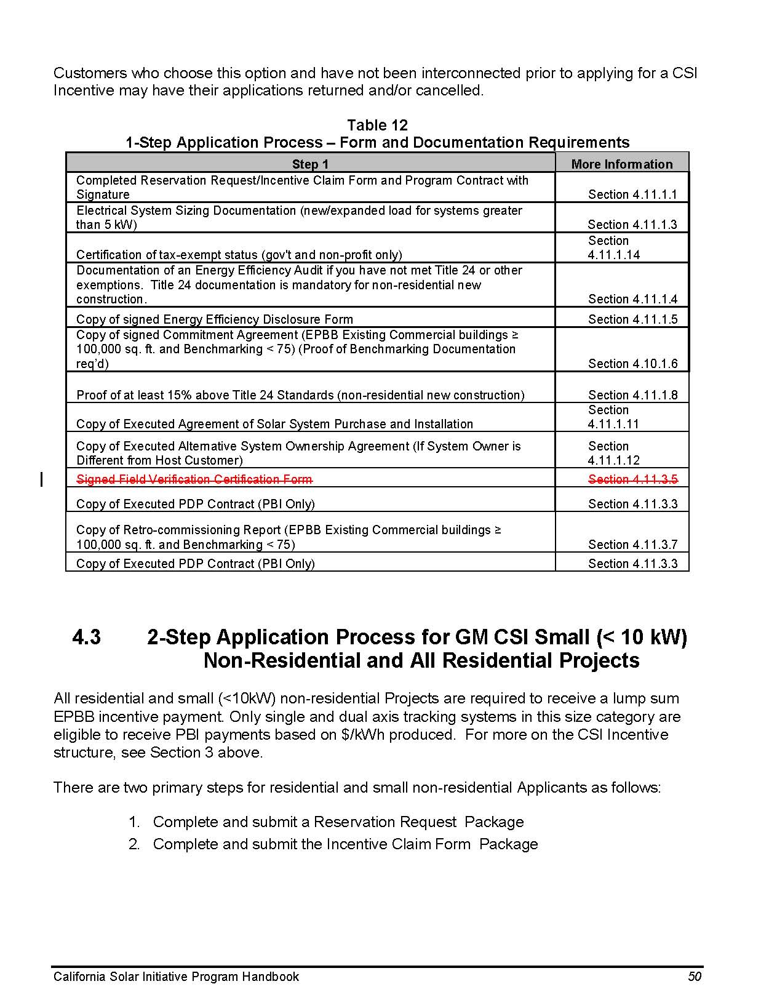 Customers who choose this option and have not been interconnected prior to applying for a CSI
Incentive may have their applications returned and/or cancelled.
Table 12
1-Step Application Process – Form and Documentation Requirements
Step 1 More Information
Completed Reservation Request/Incentive Claim Form and Program Contract with
Signature Section 4.11.1.1
Electrical System Sizing Documentation (new/expanded load for systems greater
than 5 kW) Section 4.11.1.3
Section
Certification of tax-exempt status (gov't and non-profit only) 4.11.1.14
Documentation of an Energy Efficiency Audit if you have not met Title 24 or other
exemptions.  Title 24 documentation is mandatory for non-residential new
construction. Section 4.11.1.4
Copy of signed Energy Efficiency Disclosure Form Section 4.11.1.5
Copy of signed Commitment Agreement (EPBB Existing Commercial buildings ≥
100,000 sq. ft. and Benchmarking < 75) (Proof of Benchmarking Documentation
req’d) Section 4.10.1.6
Proof of at least 15% above Title 24 Standards (non-residential new construction) Section 4.11.1.8
Section
Copy of Executed Agreement of Solar System Purchase and Installation 4.11.1.11
Copy of Executed Alternative System Ownership Agreement (If System Owner is Section
Different from Host Customer) 4.11.1.12
Signed Field Verification Certification Form Section 4.11.3.5
Copy of Executed PDP Contract (PBI Only) Section 4.11.3.3
Copy of Retro-commissioning Report (EPBB Existing Commercial buildings ≥
100,000 sq. ft. and Benchmarking < 75) Section 4.11.3.7
Copy of Executed PDP Contract (PBI Only) Section 4.11.3.3
4.3 2-Step Application Process for GM CSI Small (< 10 kW)
Non-Residential and All Residential Projects
All residential and small (<10kW) non-residential Projects are required to receive a lump sum
EPBB incentive payment. Only single and dual axis tracking systems in this size category are
eligible to receive PBI payments based on $/kWh produced.  For more on the CSI Incentive
structure, see Section 3 above.
There are two primary steps for residential and small non-residential Applicants as follows:
1. Complete and submit a Reservation Request  Package
2. Complete and submit the Incentive Claim Form  Package
California Solar Initiative Program Handbook 50